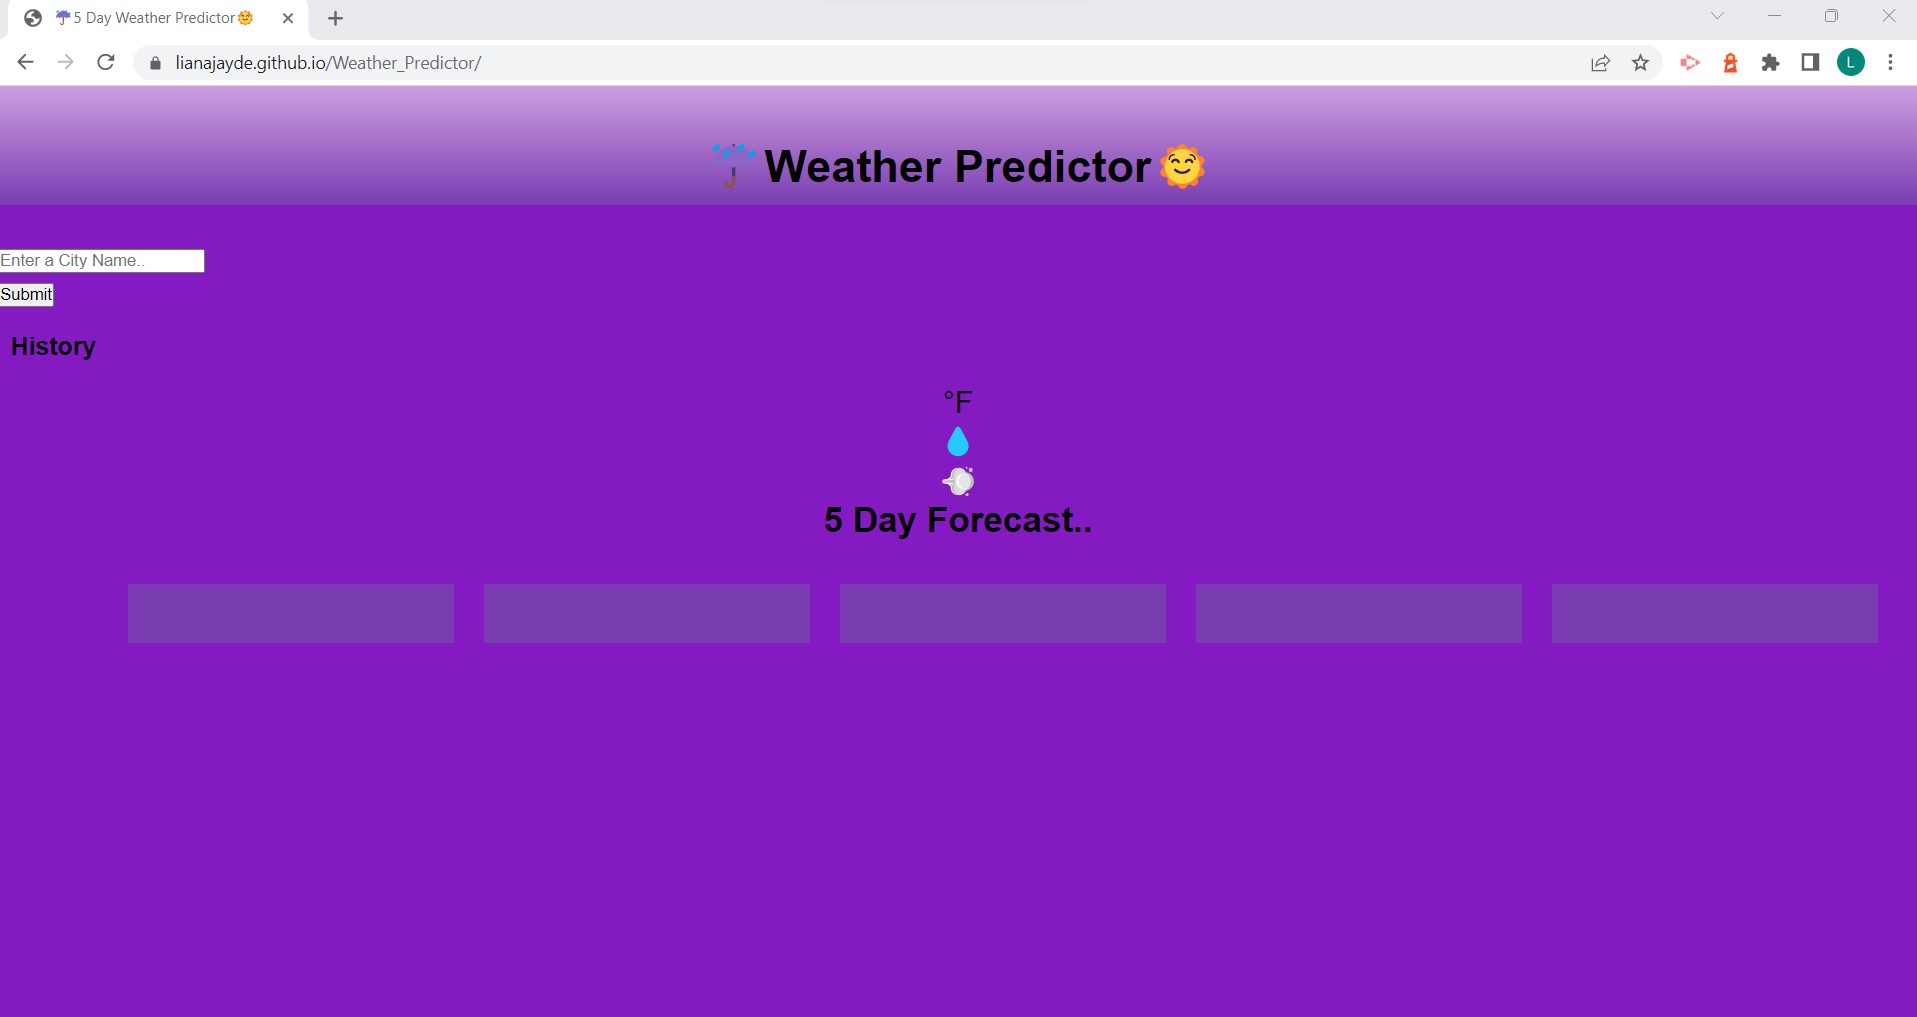 ☔5 Day Weather Predictor🌞
lianajayde.github.io/Weather_Predictor/
L
☔Weather Predictor🌞
Enter a City Name..
Submit
History
°F
💧
💨
5 Day Forecast..